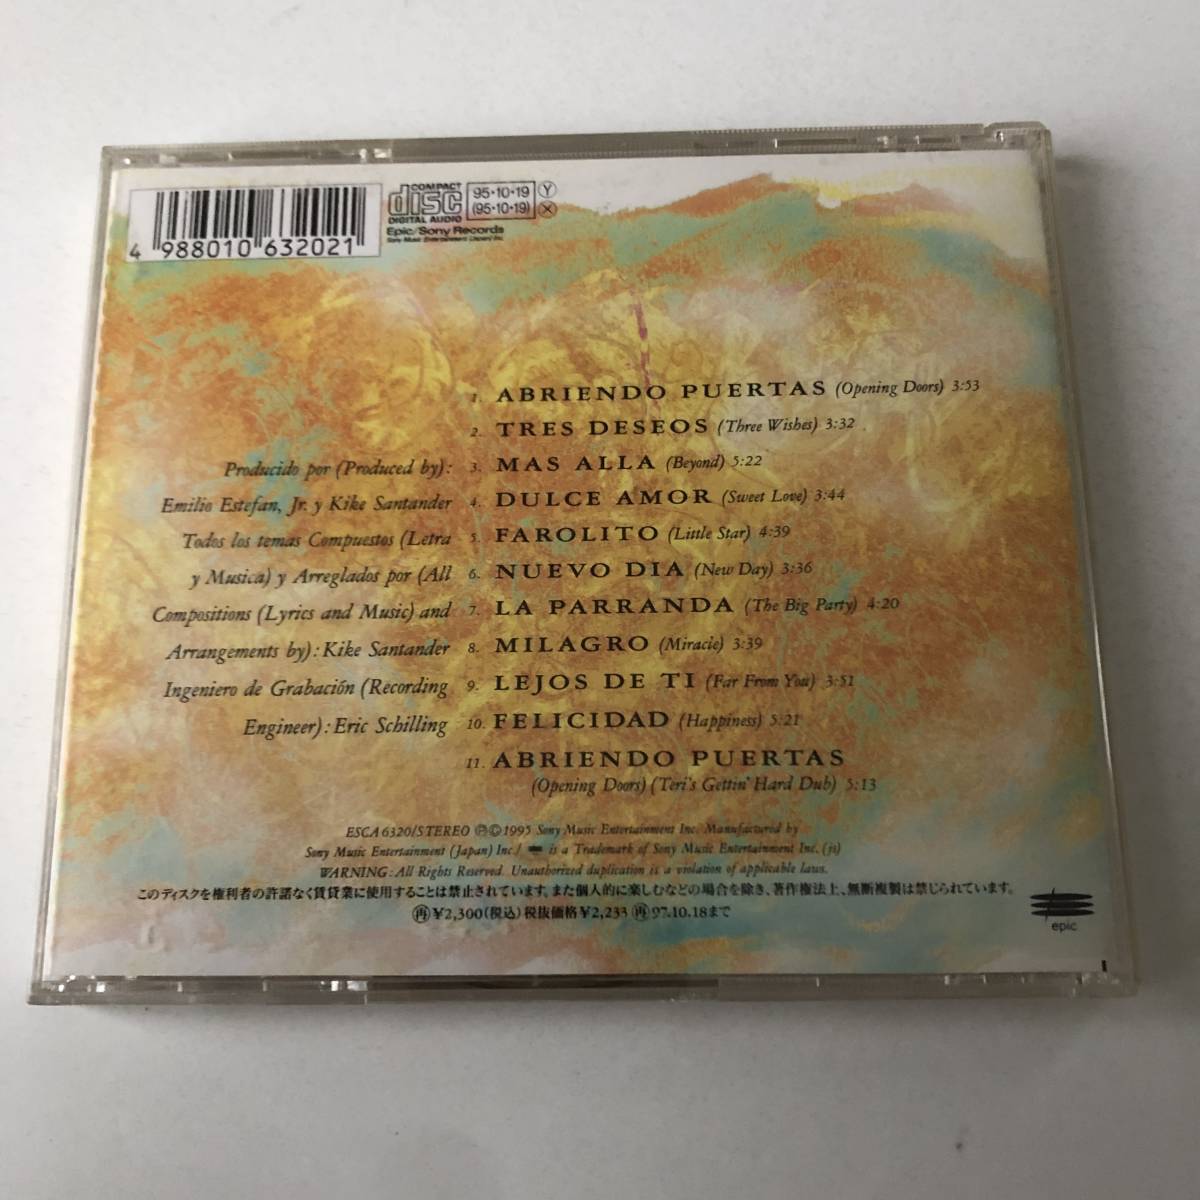 4 988010 632021
COMPACT
disc
DIGITAL AUDIO
Epic/Sony Records
Sony Music Entertainment (Japan) Inc.
95・10・19
(95・10・19)
Y
X
1. ABRIENDO PUERTAS (Opening Doors) 3:53
2. TRES DESEOS (Three Wishes) 3:32
3. MAS ALLA (Beyond) 5:22
4. DULCE AMOR (Sweet Love) 3:44
5. FAROLITO (Little Star) 4:39
6. NUEVO DIA (New Day) 3:36
7. LA PARRANDA (The Big Party) 4:20
8. MILAGRO (Miracle) 3:39
9. LEJOS DE TI (Far From You) 3:51
10. FELICIDAD (Happiness) 5:21
11. ABRIENDO PUERTAS
(Opening Doors) (Teri's Gettin' Hard Dub) 5:13
Producido por (Produced by):
Emilio Estefan, Jr. y Kike Santander
Todos los temas Compuestos (Letra
y Musica) y Arreglados por (All
Compositions (Lyrics and Music) and
Arrangements by): Kike Santander
Ingeniero de Grabación (Recording
Engineer): Eric Schilling
ESCA 6320/STEREO ℗©1995 Sony Music Entertainment Inc. Manufactured by
Sony Music Entertainment (Japan) Inc./ is a Trademark of Sony Music Entertainment Inc. (js)
WARNING: All Rights Reserved. Unauthorized duplication is a violation of applicable laws.
このディスクを権利者の許諾なく賃貸業に使用することは禁止されています。また個人的に楽しむなどの場合を除き、著作権法上、無断複製は禁じられています。
再¥2,300(税込)税抜価格¥2,233 再97.10.18まで
epic